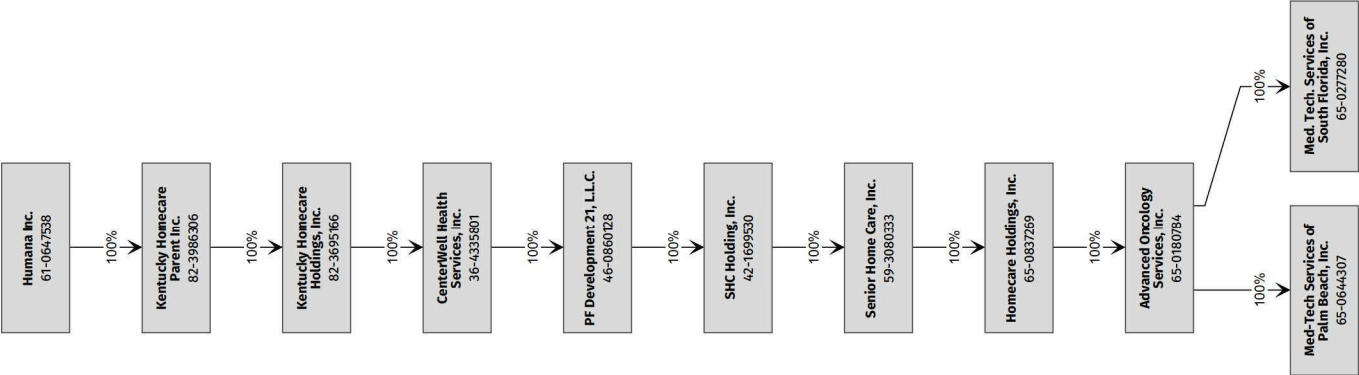 Humana Inc.
61-0647538
100%
Kentucky Homecare
Parent Inc.
82-3986306
100%
Kentucky Homecare
Holdings, Inc.
82-3695166
100%
CenterWell Health
Services, Inc.
36-4335801
100%
PF Development 21, L.L.C.
46-0860128
100%
SHC Holding, Inc.
42-1699530
100%
Senior Home Care, Inc.
59-3080333
100%
Homecare Holdings, Inc.
65-0837269
100%
Advanced Oncology
Services, Inc.
65-0180784
100%
Med-Tech Services of
Palm Beach, Inc.
65-0644307
100%
Med. Tech. Services of
South Florida, Inc.
65-0277280